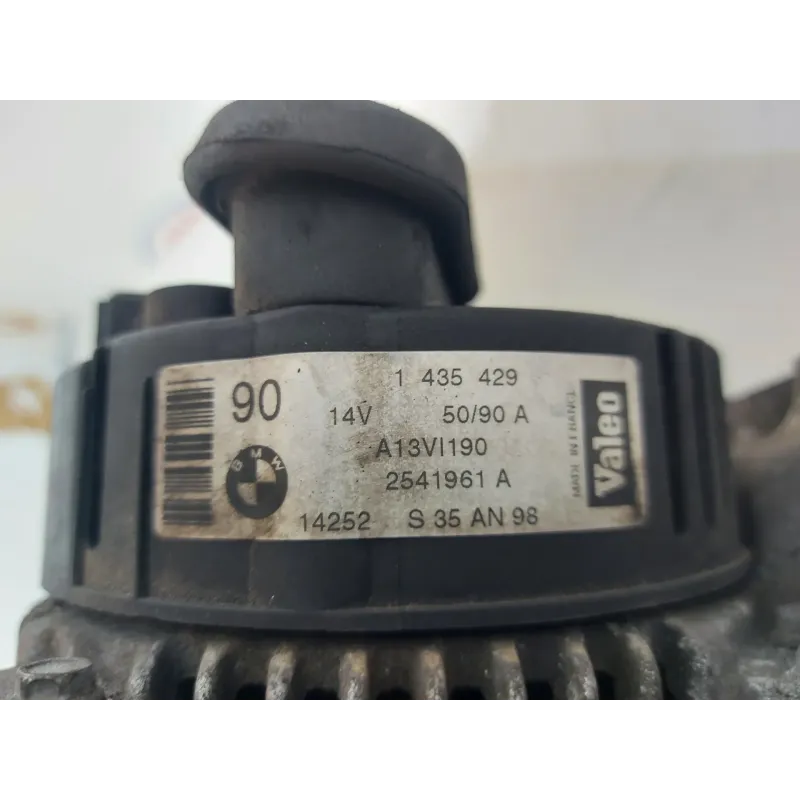 1 435 429
90
14V 50/90 A
A13VI190
BMW
2541961 A
14252 S 35 AN 98
MADE IN FRANCE
Valeo